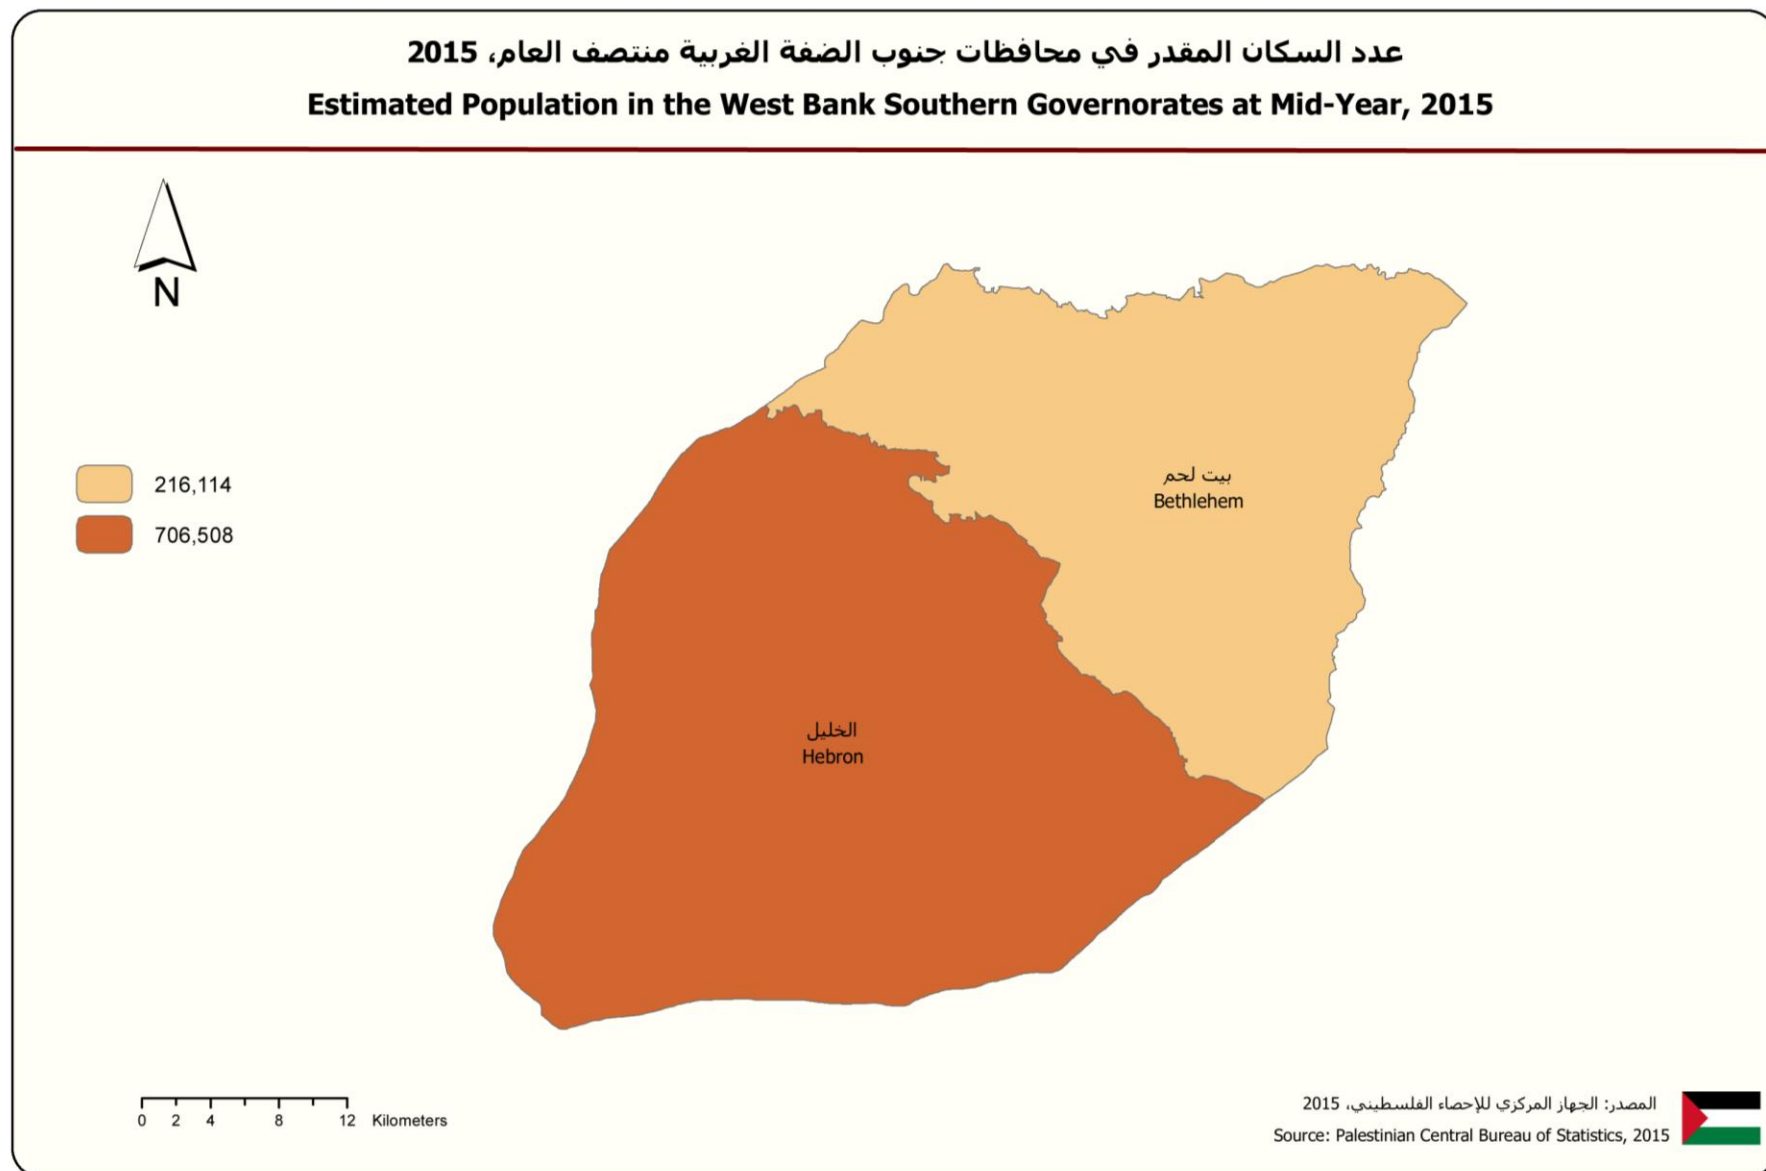 عدد السكان المقدر في محافظات جنوب الضفة الغربية منتصف العام، 2015
Estimated Population in the West Bank Southern Governorates at Mid-Year, 2015
N
216,114
706,508
بيت لحم
Bethlehem
الخليل
Hebron
0 2 4 8 12 Kilometers
المصدر: الجهاز المركزي للإحصاء الفلسطيني، 2015
Source: Palestinian Central Bureau of Statistics, 2015